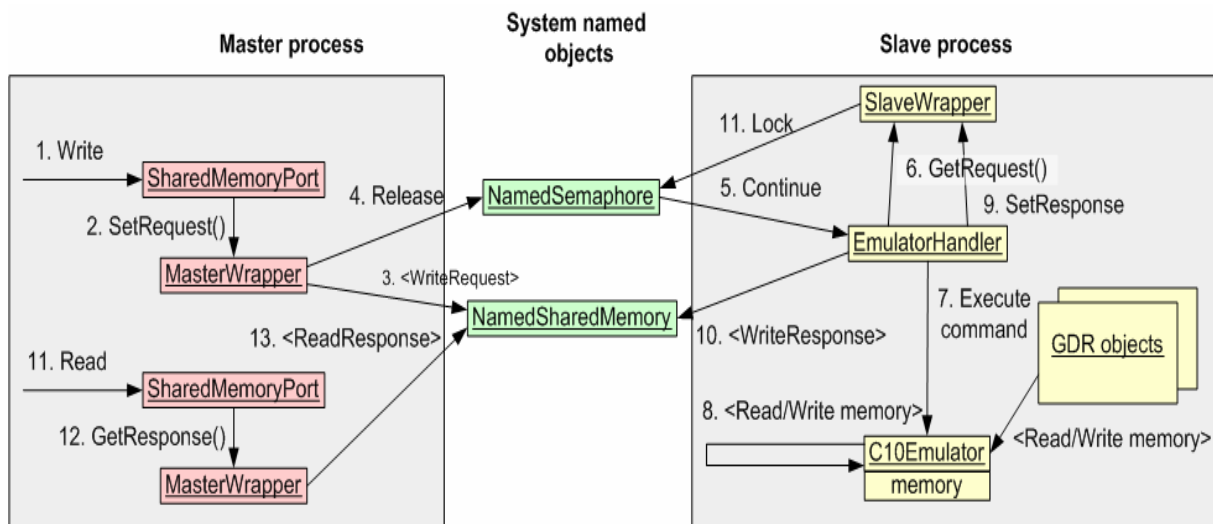 Master process
System named
objects
Slave process
1. Write
SharedMemoryPort
2. SetRequest()
MasterWrapper
4. Release
3. <WriteRequest>
11. Read
SharedMemoryPort
12. GetResponse()
MasterWrapper
13. <ReadResponse>
NamedSemaphore
NamedSharedMemory
SlaveWrapper
11. Lock
5. Continue
6. GetRequest()
9. SetResponse
EmulatorHandler
10. <WriteResponse>
7. Execute
command
GDR objects
8. <Read/Write memory>
<Read/Write memory>
C10Emulator
memory